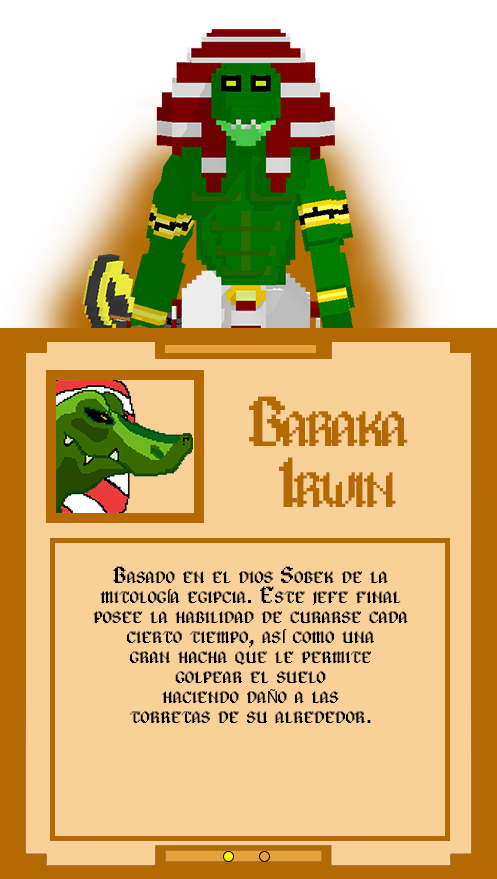 Baraka
Irwin
Basado en el dios Sobek de la
mitología egipcia. Este jefe final
posee la habilidad de curarse cada
cierto tiempo, así como una
gran hacha que le permite
golpear el suelo
haciendo daño a las
torretas de su alrededor.